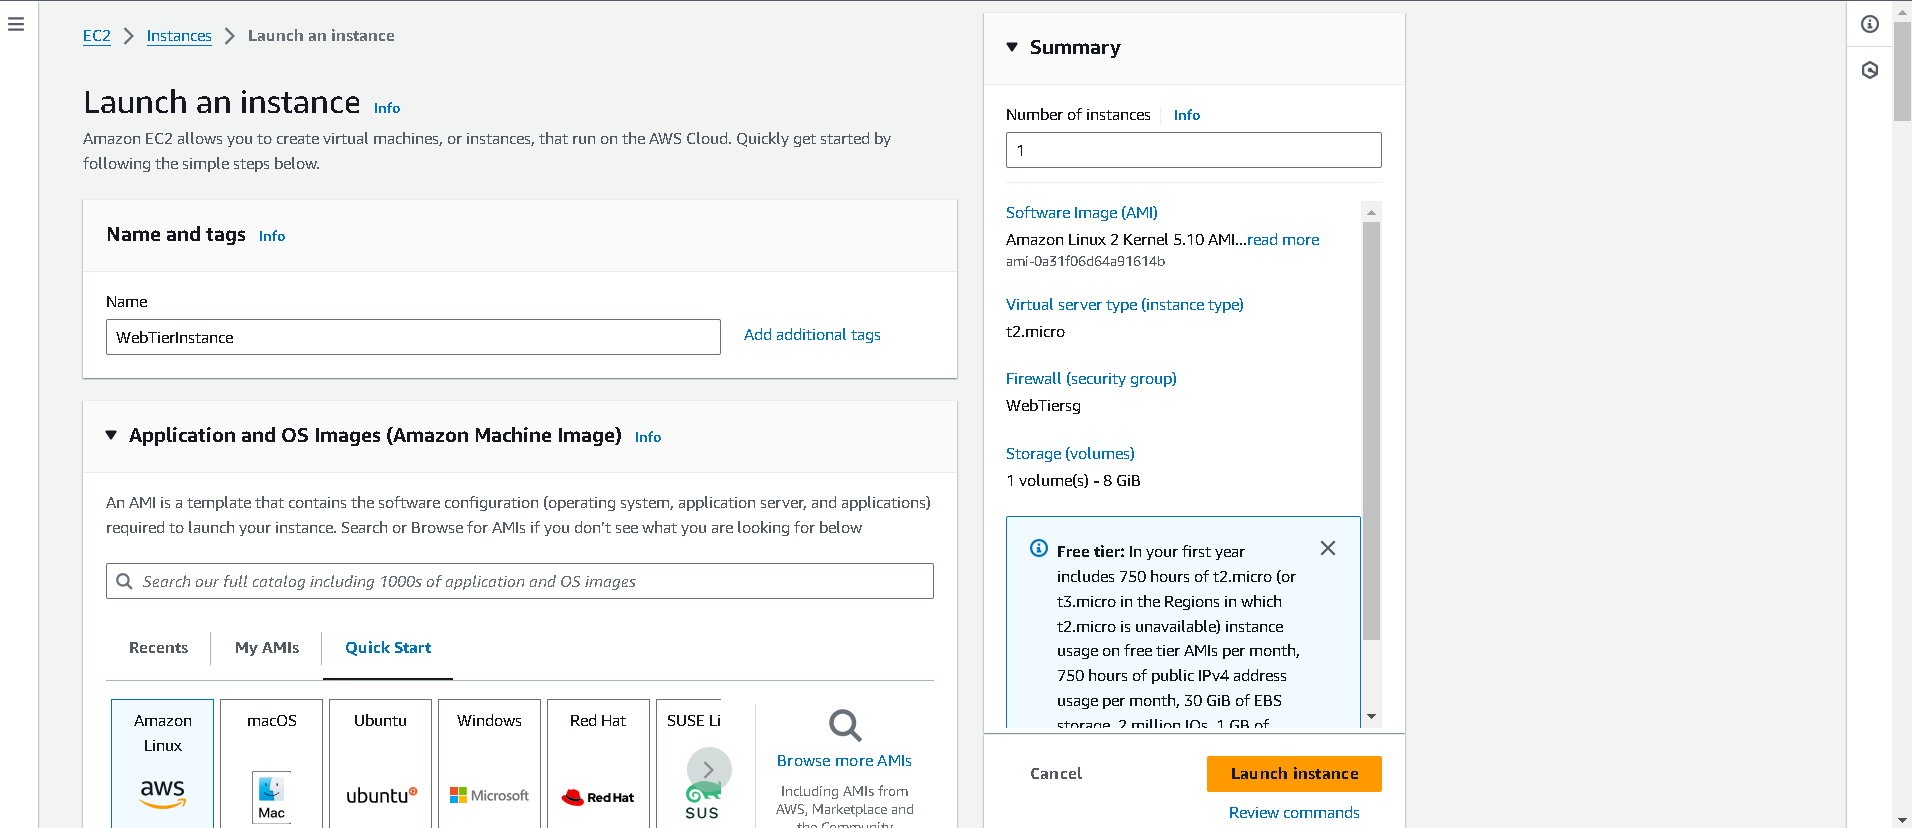 EC2 > Instances > Launch an instance
Launch an instance Info
Amazon EC2 allows you to create virtual machines, or instances, that run on the AWS Cloud. Quickly get started by
following the simple steps below.
Name and tags Info
Name
WebTierInstance
Add additional tags
Application and OS Images (Amazon Machine Image) Info
An AMI is a template that contains the software configuration (operating system, application server, and applications)
required to launch your instance. Search or Browse for AMIs if you don't see what you are looking for below
Search our full catalog including 1000s of application and OS images
Recents
My AMIs
Quick Start
Amazon
Linux
aws
macOS
Mac
Ubuntu
ubuntu
Windows
Microsoft
Red Hat
Red Hat
SUSE Li
SUS
Browse more AMIs
Including AMIs from
AWS, Marketplace and
the Community
Summary
Number of instances Info
1
Software Image (AMI)
Amazon Linux 2 Kernel 5.10 AMI...read more
ami-0a31f06d64a91614b
Virtual server type (instance type)
t2.micro
Firewall (security group)
WebTiersg
Storage (volumes)
1 volume(s) - 8 GiB
Free tier: In your first year
includes 750 hours of t2.micro (or
t3.micro in the Regions in which
t2.micro is unavailable) instance
usage on free tier AMIs per month,
750 hours of public IPv4 address
usage per month, 30 GiB of EBS
storage, 2 million IOs, 1 GB of
Cancel
Launch instance
Review commands